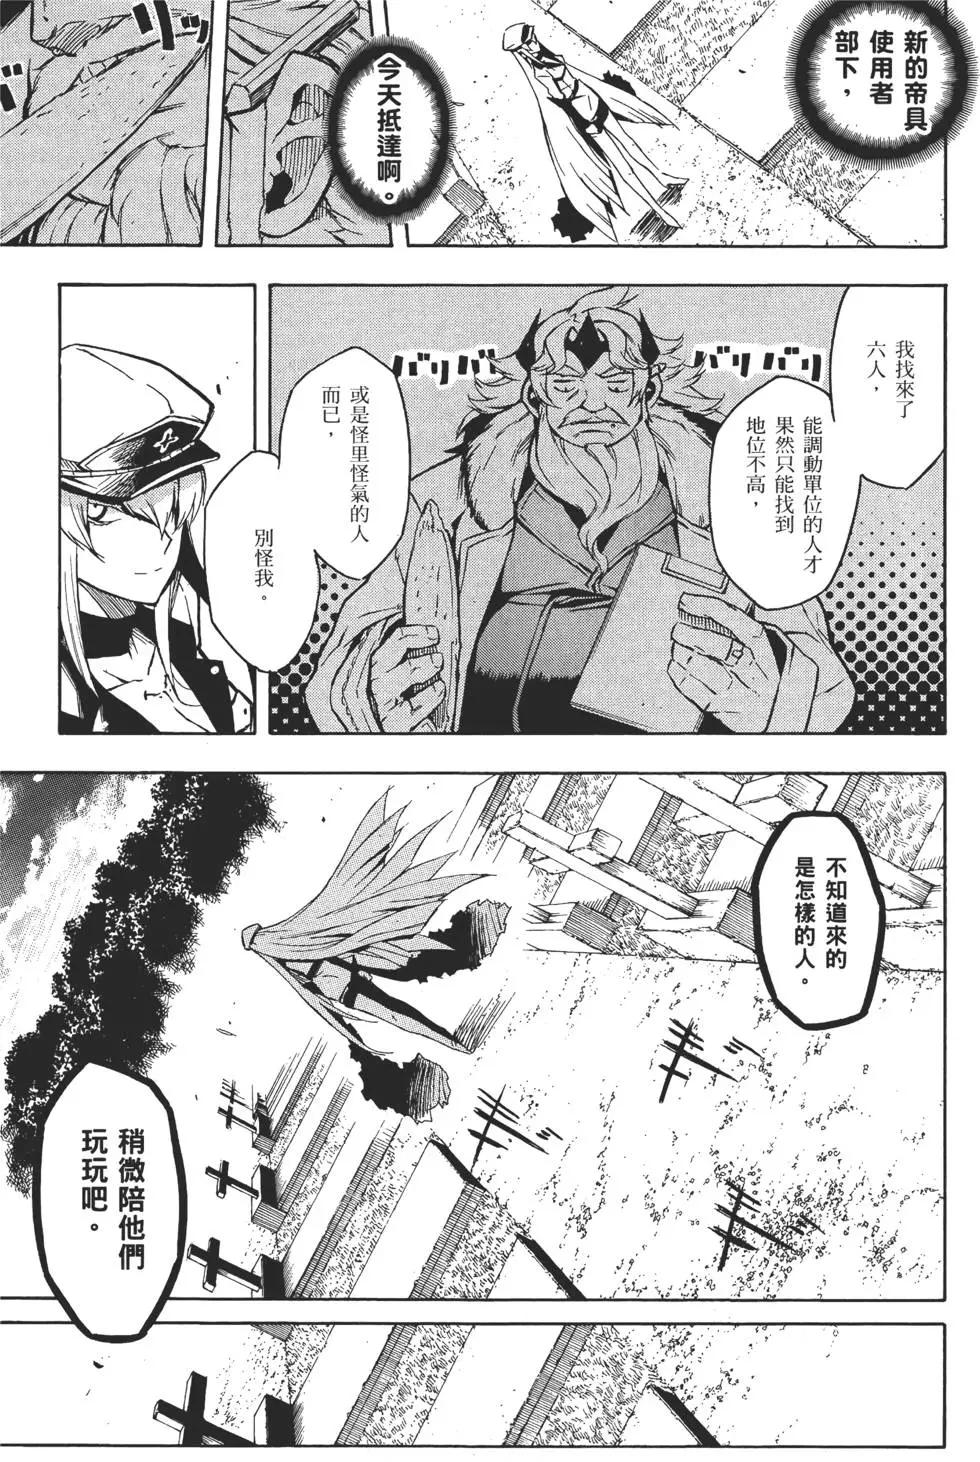 新的帝具
使用者
部下，
今天抵達啊。
我找來了
六人，
能調動單位的人才
果然只能找到
地位不高，
或是怪里怪氣的人
而已，
別怪我。
バリバリ
バリバリ
不知道來的
是怎樣的人。
稍微陪他們
玩玩吧。